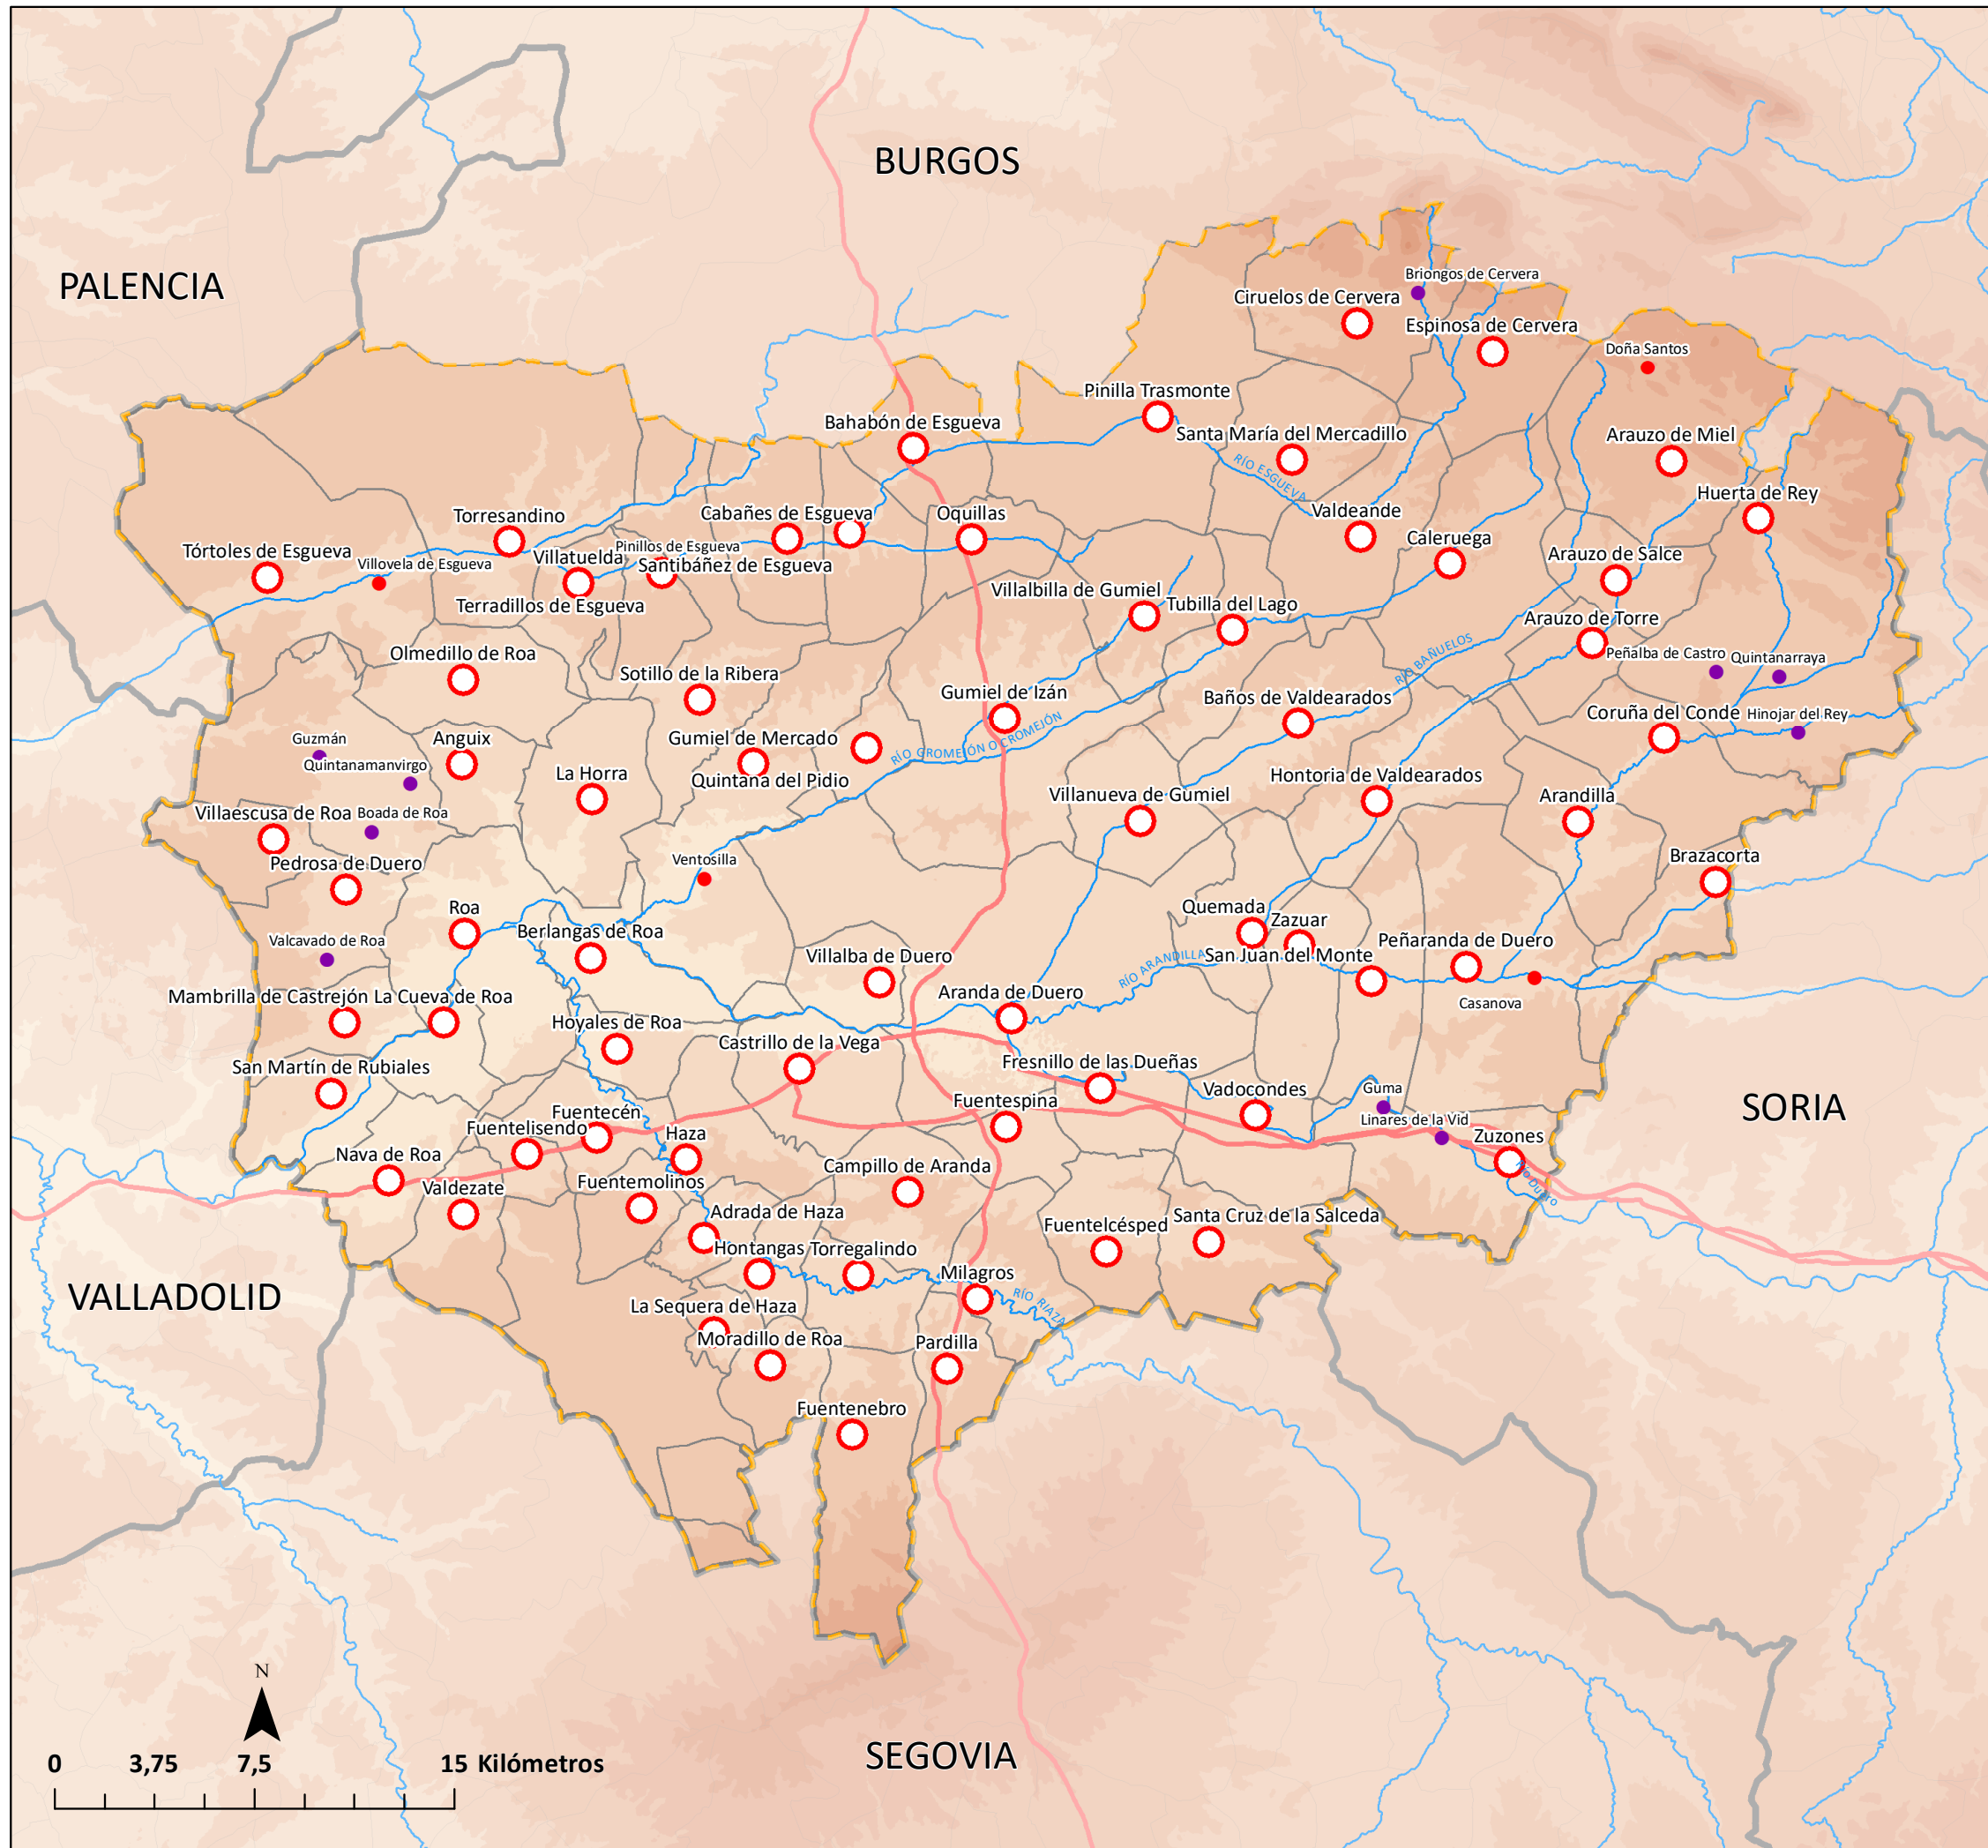 BURGOS
PALENCIA
Briongos de Cervera
Ciruelos de Cervera
Espinosa de Cervera
Doña Santos
Pinilla Trasmonte
Bahabón de Esgueva
Santa María del Mercadillo
Arauzo de Miel
RÍO ESGUEVA
Huerta de Rey
Torresandino
Cabañes de Esgueva
Oquillas
Valdeande
Caleruega
Tórtoles de Esgueva
Villovela de Esgueva
Villatuelda
Pinillos de Esgueva
Santibáñez de Esgueva
Arauzo de Salce
Terradillos de Esgueva
Villalbilla de Gumiel
Tubilla del Lago
Arauzo de Torre
RÍO BAÑUELOS
Peñalba de Castro
Quintanarraya
Olmedillo de Roa
Sotillo de la Ribera
Gumiel de Izán
Baños de Valdearados
Coruña del Conde
Hinojar del Rey
Guzmán
Anguix
Gumiel de Mercado
RÍO GROMEJÓN O CROMEJÓN
Quintanamanvirgo
La Horra
Quintana del Pidio
Hontoria de Valdearados
Villanueva de Gumiel
Arandilla
Villaescusa de Roa
Boada de Roa
Pedrosa de Duero
Ventosilla
Brazacorta
Roa
Quemada
Zazuar
Berlangas de Roa
Valcavado de Roa
Villalba de Duero
RÍO ARANDILLA
San Juan del Monte
Peñaranda de Duero
Mambrilla de Castrejón
La Cueva de Roa
Aranda de Duero
Casanova
Hoyales de Roa
Castrillo de la Vega
San Martín de Rubiales
Fresnillo de las Dueñas
Vadocondes
Guma
SORIA
Fuentecén
Fuentespina
Linares de la Vid
Fuentelisendo
Haza
Zuzones
Nava de Roa
Campillo de Aranda
Río Duero
Valdezate
Fuentemolinos
Adrada de Haza
Fuentelcésped
Santa Cruz de la Salceda
Hontangas
Torregalindo
Milagros
VALLADOLID
RÍO RIAZA
La Sequera de Haza
Moradillo de Roa
Pardilla
Fuentenebro
N
SEGOVIA
0 3,75 7,5 15 Kilómetros